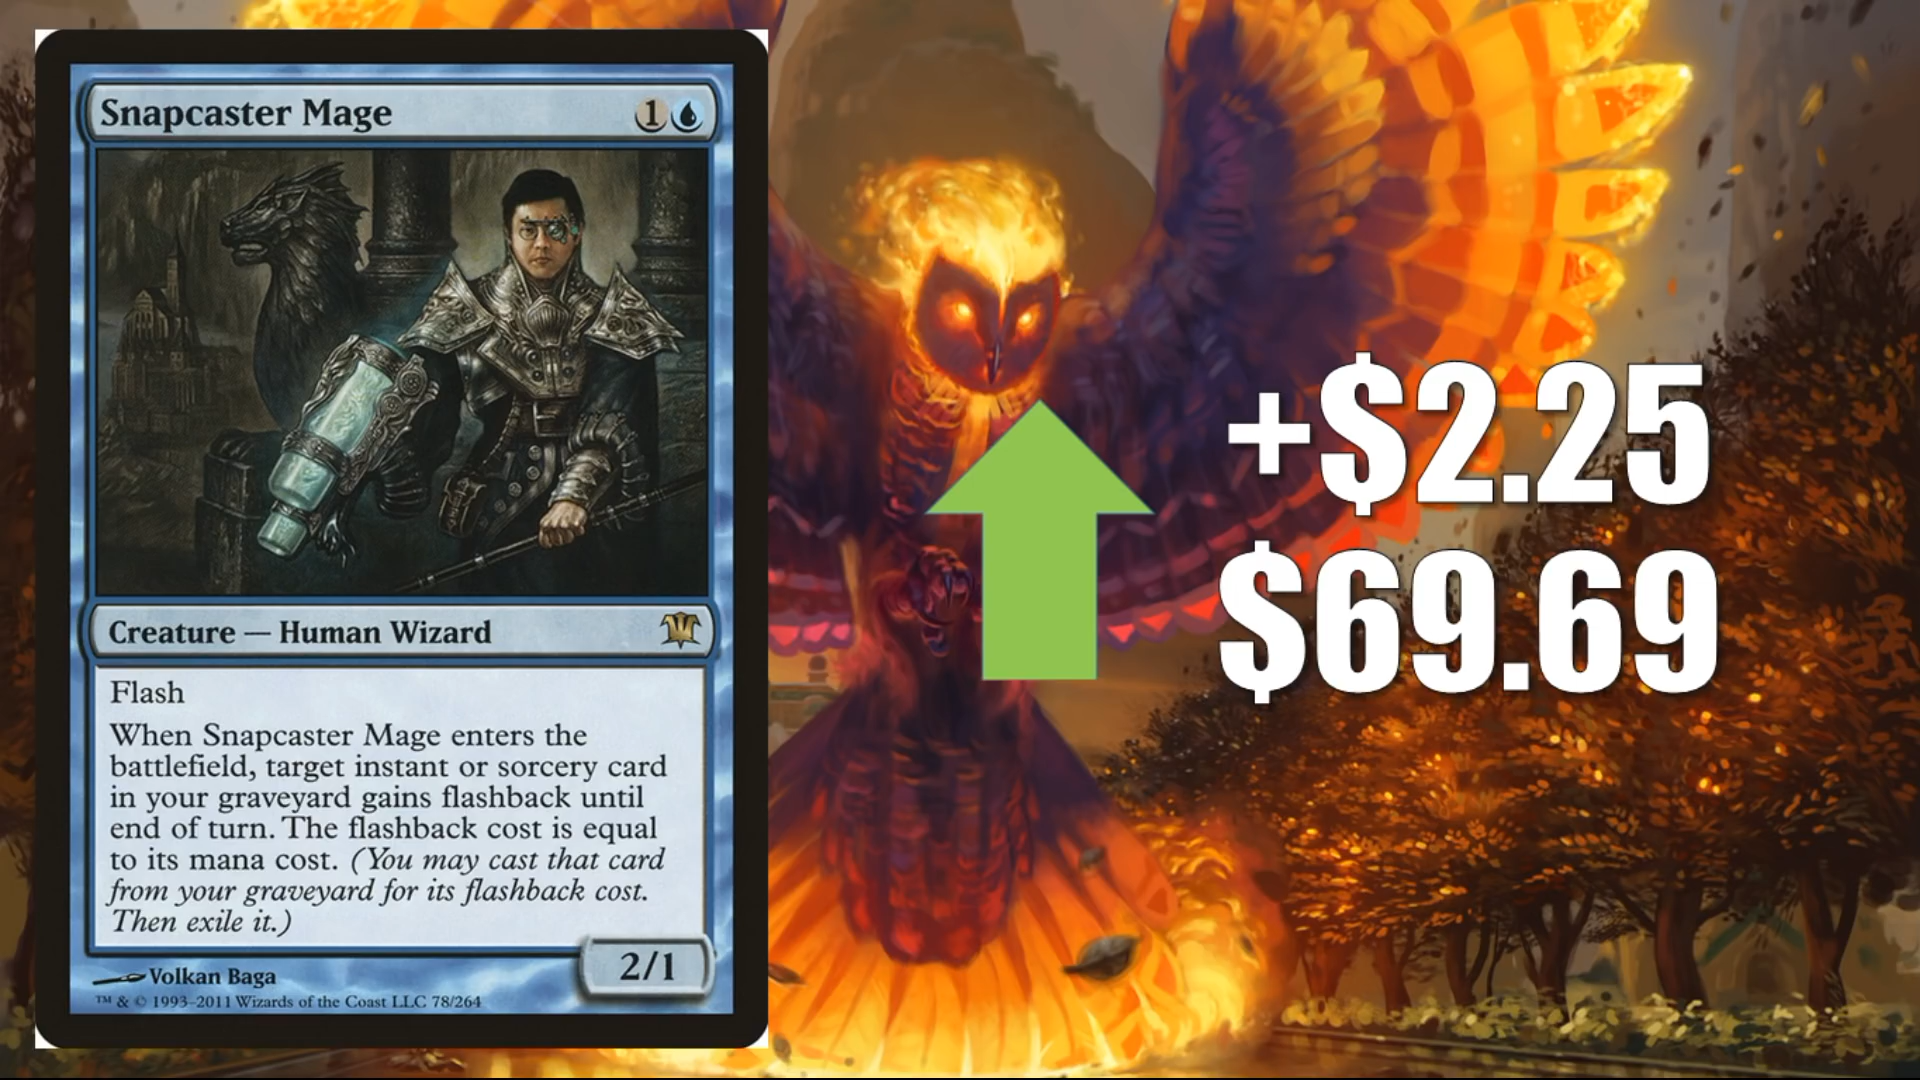 Snapcaster Mage 1
Creature — Human Wizard
Flash
When Snapcaster Mage enters the
battlefield, target instant or sorcery card
in your graveyard gains flashback until
end of turn. The flashback cost is equal
to its mana cost. (You may cast that card
from your graveyard for its flashback cost.
Then exile it.)
2/1
Volkan Baga
™ & © 1993–2011 Wizards of the Coast LLC 78/264
+$2.25
$69.69